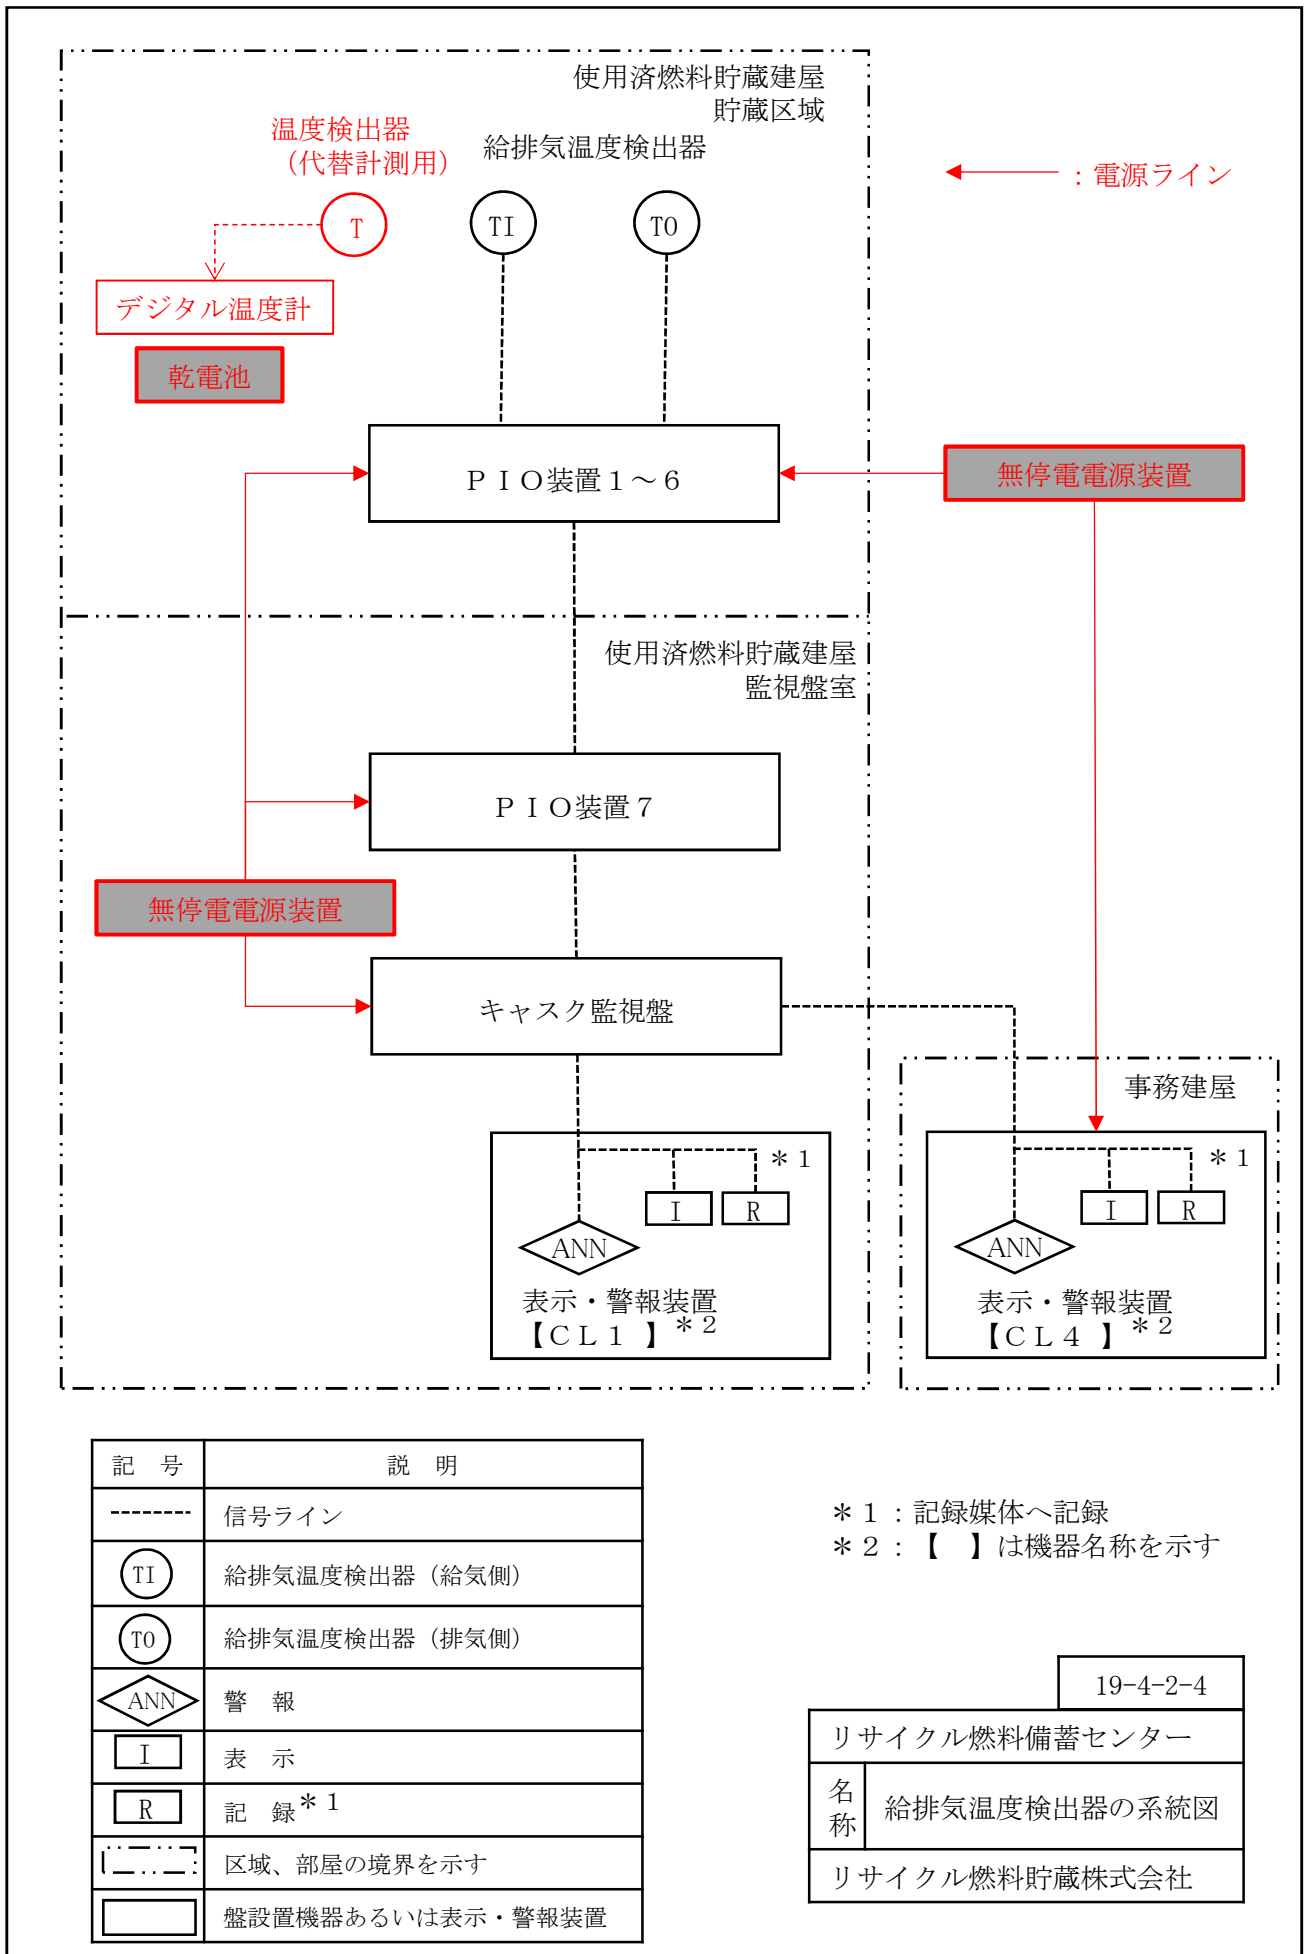 使用済燃料貯蔵建屋
貯蔵区域
温度検出器
（代替計測用）
給排気温度検出器
：電源ライン
T
TI
TO
デジタル温度計
乾電池
ＰＩＯ装置１～６
無停電電源装置
使用済燃料貯蔵建屋
監視盤室
ＰＩＯ装置７
無停電電源装置
キャスク監視盤
事務建屋
＊１
I
R
ANN
表示・警報装置
【ＣＬ１】＊２
＊１
I
R
ANN
表示・警報装置
【ＣＬ４】＊２
記　号　説　明
信号ライン
TI　給排気温度検出器（給気側）
TO　給排気温度検出器（排気側）
ANN　警　報
I　表　示
R　記　録＊１
区域、部屋の境界を示す
盤設置機器あるいは表示・警報装置
＊１：記録媒体へ記録
＊２：【　】は機器名称を示す
19-4-2-4
リサイクル燃料備蓄センター
名称　給排気温度検出器の系統図
リサイクル燃料貯蔵株式会社